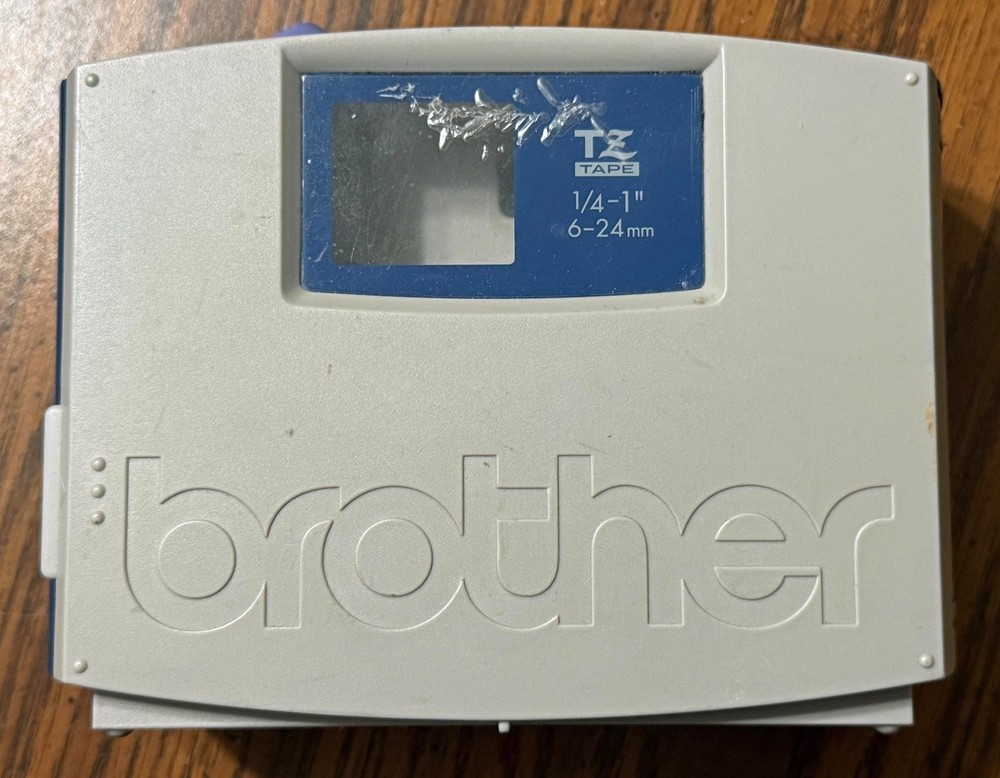 TZ
TAPE
1/4-1"
6-24mm
brother